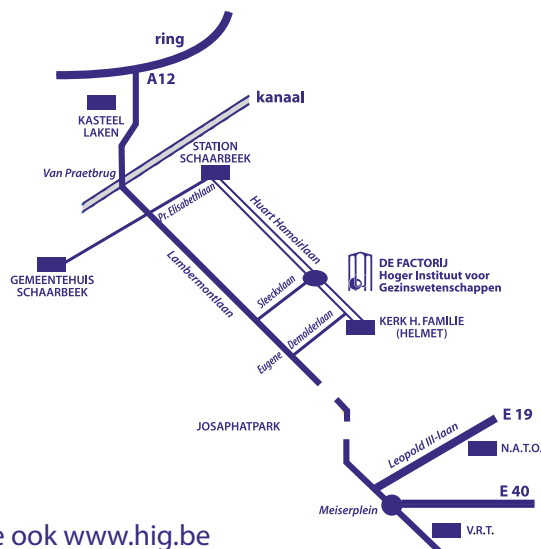 ring
A12
kanaal
KASTEEL
LAKEN
STATION
SCHAARBEEK
Van Praetbrug
Pr. Elisabethlaan
Huart Hamoirlaan
GEMEENTEHUIS
SCHAARBEEK
Lambermontlaan
Sleeckxlaan
DE FACTORIJ
Hoger Instituut voor
Gezinswetenschappen
KERK H. FAMILIE
(HELMET)
Eugene Demolderlaan
JOSAPHATPARK
E 19
Leopold III-laan
N.A.T.O.
E 40
Meiserplein
V.R.T.
e ook www.hig.be